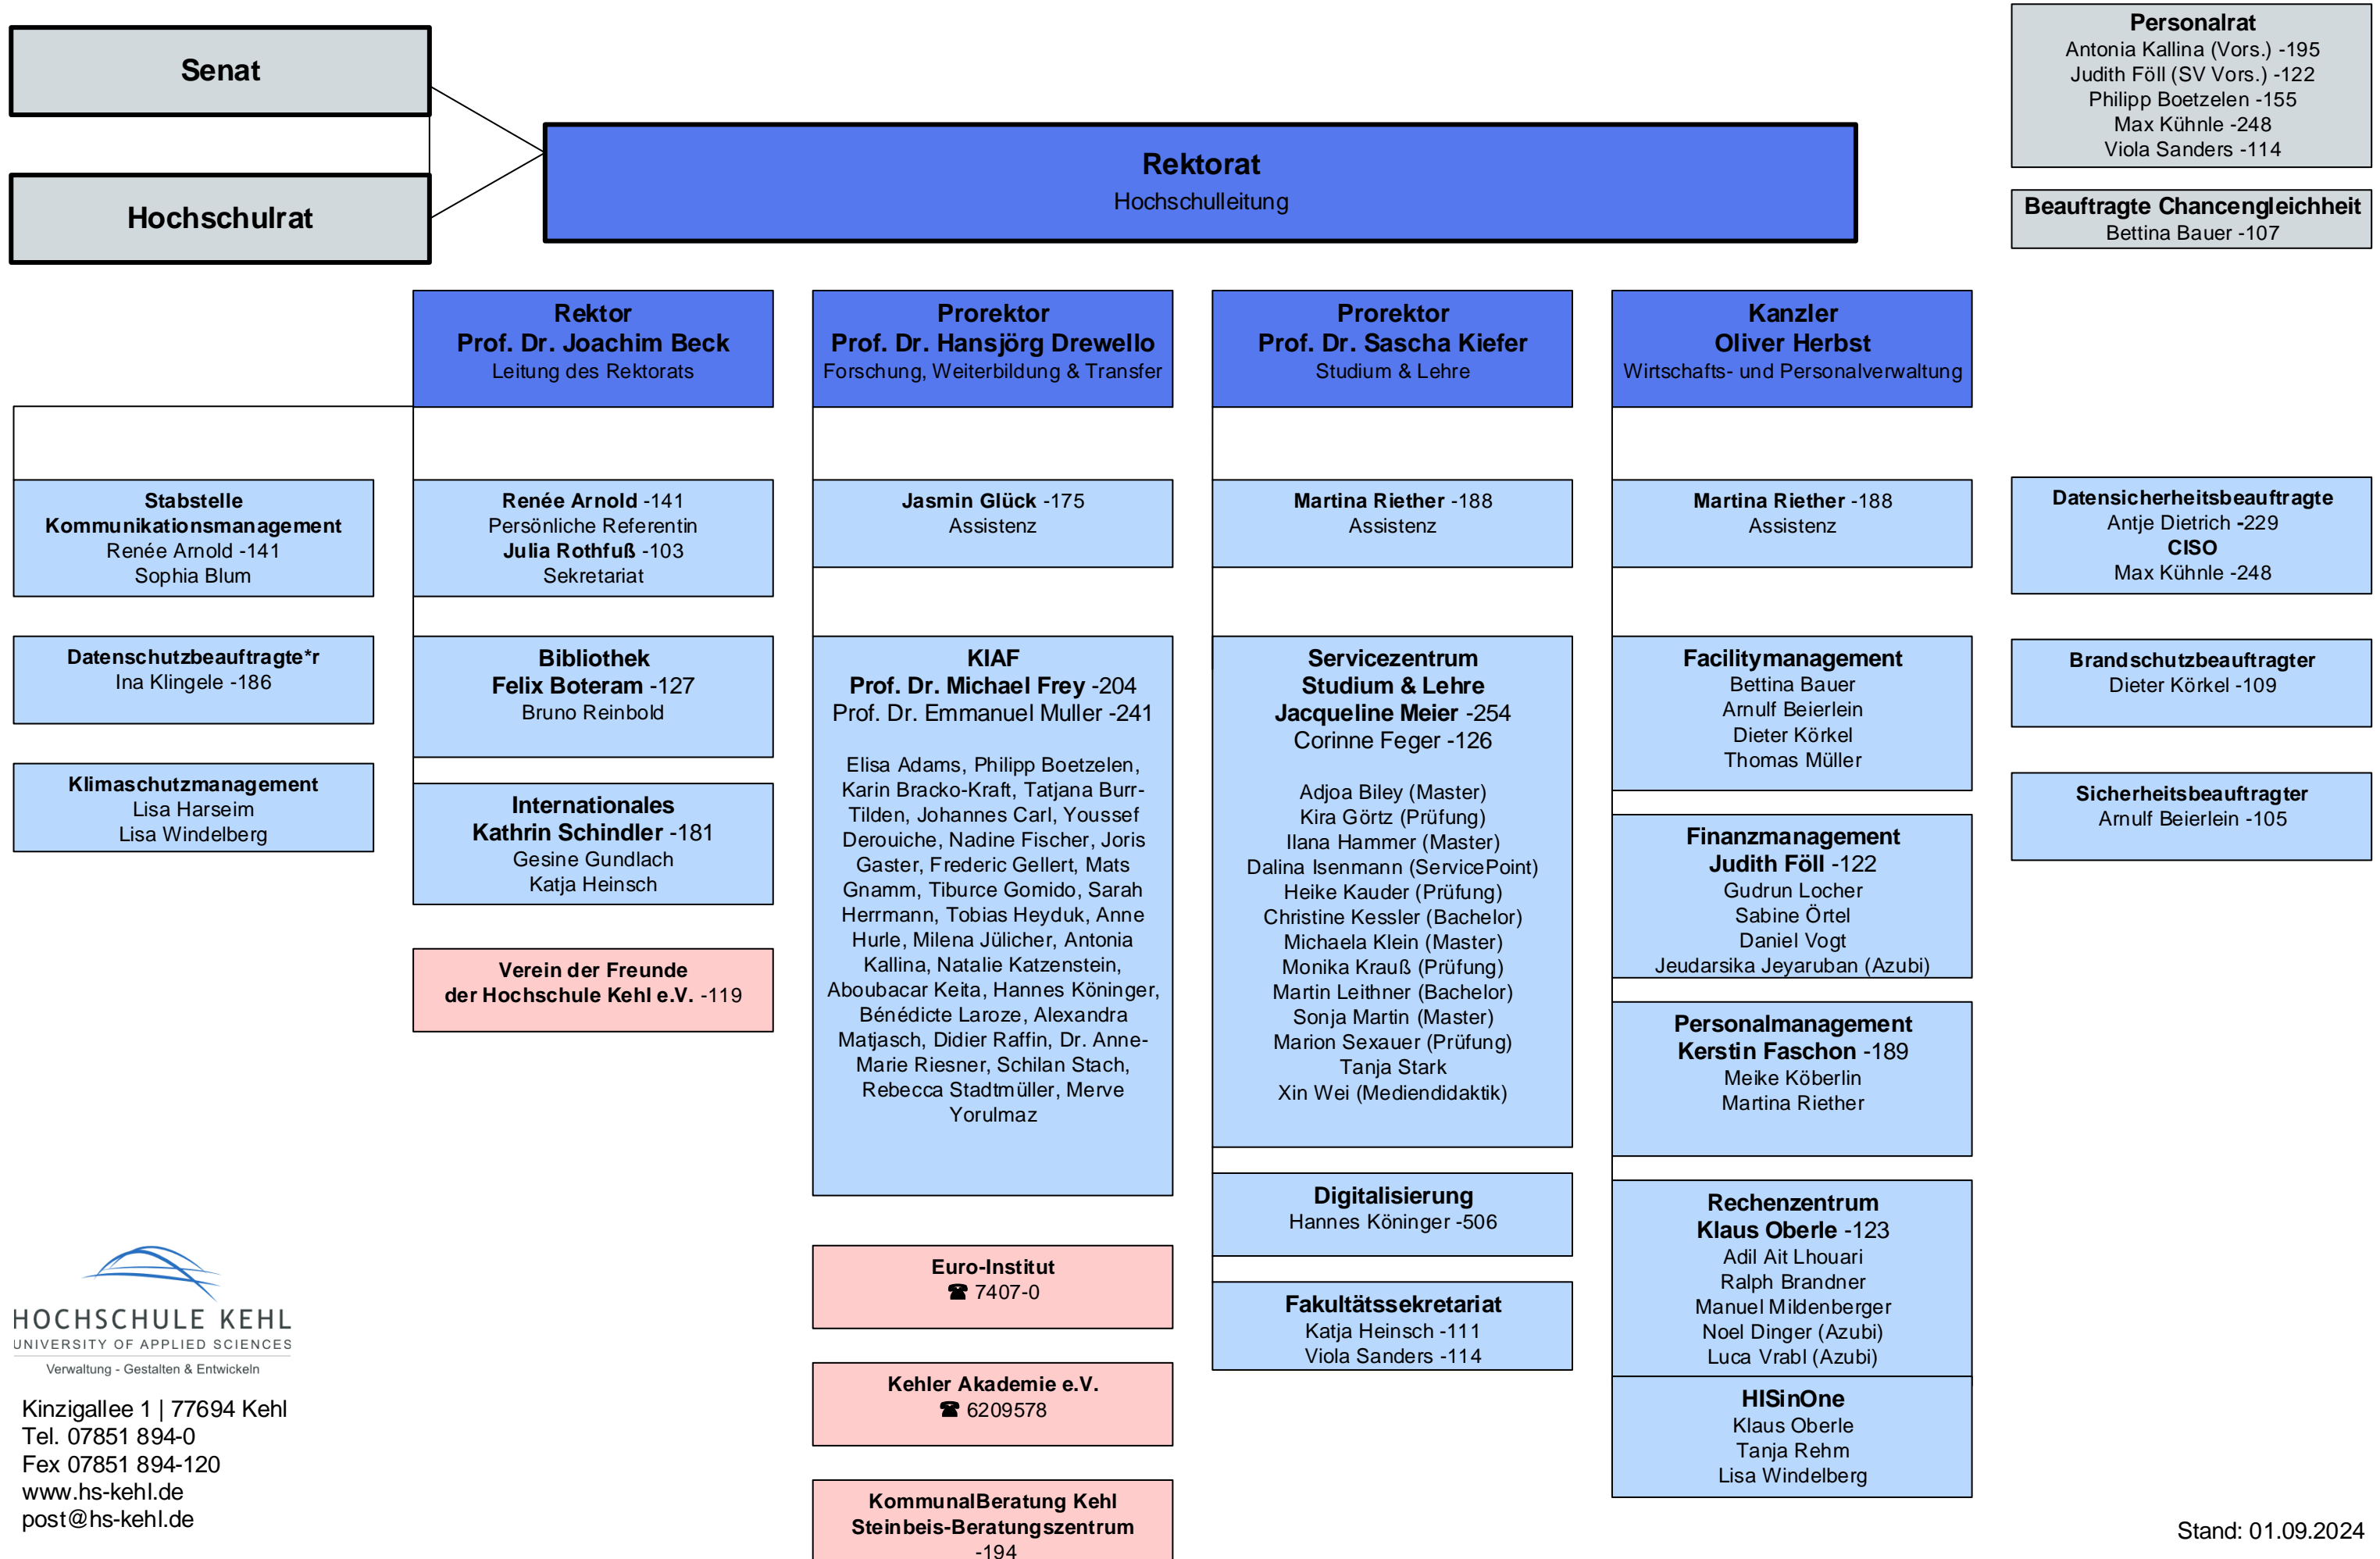 Senat
Hochschulrat
Rektorat
Hochschulleitung
Personalrat
Antonia Kallina (Vors.) -195
Judith Föll (SV Vors.) -122
Philipp Boetzelen -155
Max Kühnle -248
Viola Sanders -114
Beauftragte Chancengleichheit
Bettina Bauer -107
Rektor
Prof. Dr. Joachim Beck
Leitung des Rektorats
Prorektor
Prof. Dr. Hansjörg Drewello
Forschung, Weiterbildung & Transfer
Prorektor
Prof. Dr. Sascha Kiefer
Studium & Lehre
Kanzler
Oliver Herbst
Wirtschafts- und Personalverwaltung
Stabstelle
Kommunikationsmanagement
Renée Arnold -141
Sophia Blum
Datenschutzbeauftragte*r
Ina Klingele -186
Klimaschutzmanagement
Lisa Harseim
Lisa Windelberg
Renée Arnold -141
Persönliche Referentin
Julia Rothfuß -103
Sekretariat
Bibliothek
Felix Boteram -127
Bruno Reinbold
Internationales
Kathrin Schindler -181
Gesine Gundlach
Katja Heinsch
Verein der Freunde
der Hochschule Kehl e.V. -119
Jasmin Glück -175
Assistenz
KIAF
Prof. Dr. Michael Frey -204
Prof. Dr. Emmanuel Muller -241
Elisa Adams, Philipp Boetzelen,
Karin Bracko-Kraft, Tatjana Burr-
Tilden, Johannes Carl, Youssef
Derouiche, Nadine Fischer, Joris
Gaster, Frederic Gellert, Mats
Gnamm, Tiburce Gomido, Sarah
Herrmann, Tobias Heyduk, Anne
Hurle, Milena Jülicher, Antonia
Kallina, Natalie Katzenstein,
Aboubacar Keita, Hannes Köninger,
Bénédicte Laroze, Alexandra
Matjasch, Didier Raffin, Dr. Anne-
Marie Riesner, Schilan Stach,
Rebecca Stadtmüller, Merve
Yorulmaz
Euro-Institut
☎ 7407-0
Kehler Akademie e.V.
☎ 6209578
KommunalBeratung Kehl
Steinbeis-Beratungszentrum
-194
Martina Riether -188
Assistenz
Servicezentrum
Studium & Lehre
Jacqueline Meier -254
Corinne Feger -126
Adjoa Biley (Master)
Kira Görtz (Prüfung)
Ilana Hammer (Master)
Dalina Isenmann (ServicePoint)
Heike Kauder (Prüfung)
Christine Kessler (Bachelor)
Michaela Klein (Master)
Monika Krauß (Prüfung)
Martin Leithner (Bachelor)
Sonja Martin (Master)
Marion Sexauer (Prüfung)
Tanja Stark
Xin Wei (Mediendidaktik)
Digitalisierung
Hannes Köninger -506
Fakultätssekretariat
Katja Heinsch -111
Viola Sanders -114
Martina Riether -188
Assistenz
Facilitymanagement
Bettina Bauer
Arnulf Beierlein
Dieter Körkel
Thomas Müller
Finanzmanagement
Judith Föll -122
Gudrun Locher
Sabine Örtel
Daniel Vogt
Jeudarsika Jeyaruban (Azubi)
Personalmanagement
Kerstin Faschon -189
Meike Köberlin
Martina Riether
Rechenzentrum
Klaus Oberle -123
Adil Ait Lhouari
Ralph Brandner
Manuel Mildenberger
Noel Dinger (Azubi)
Luca Vrabl (Azubi)
HISinOne
Klaus Oberle
Tanja Rehm
Lisa Windelberg
Datensicherheitsbeauftragte
Antje Dietrich -229
CISO
Max Kühnle -248
Brandschutzbeauftragter
Dieter Körkel -109
Sicherheitsbeauftragter
Arnulf Beierlein -105
HOCHSCHULE KEHL
UNIVERSITY OF APPLIED SCIENCES
Verwaltung - Gestalten & Entwickeln
Kinzigallee 1 | 77694 Kehl
Tel. 07851 894-0
Fex 07851 894-120
www.hs-kehl.de
post@hs-kehl.de
Stand: 01.09.2024